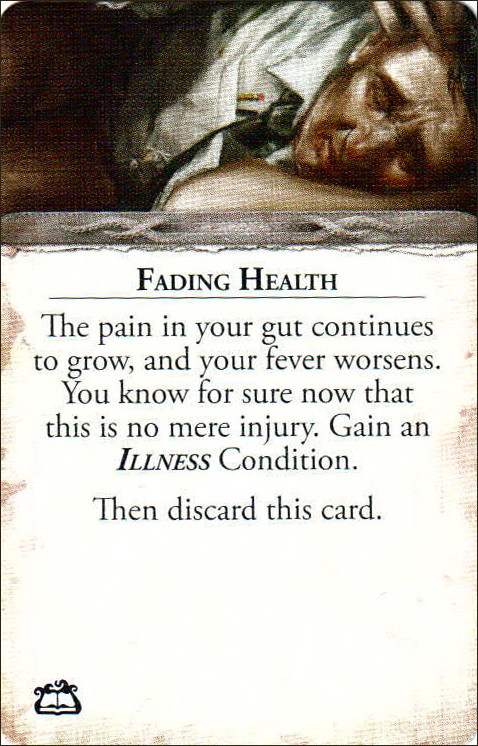 FADING HEALTH
The pain in your gut continues
to grow, and your fever worsens.
You know for sure now that
this is no mere injury. Gain an
ILLNESS Condition.
Then discard this card.